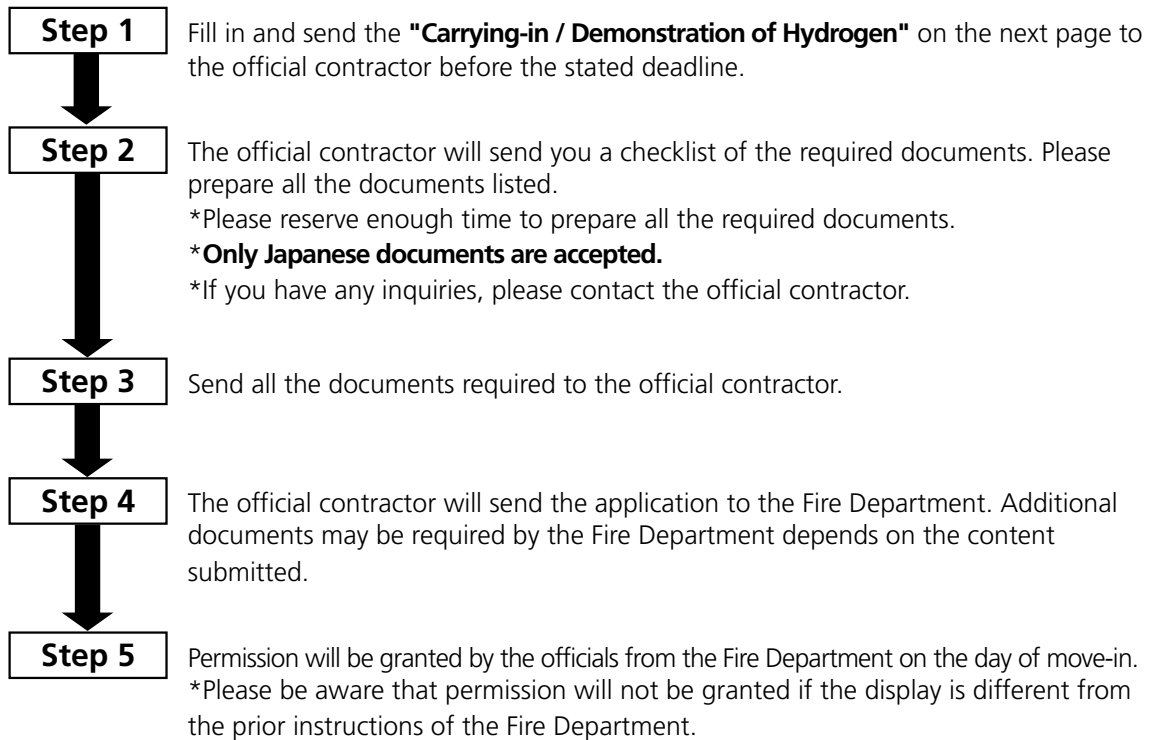 Step 1
Fill in and send the "Carrying-in / Demonstration of Hydrogen" on the next page to
the official contractor before the stated deadline.
Step 2
The official contractor will send you a checklist of the required documents. Please
prepare all the documents listed.
*Please reserve enough time to prepare all the required documents.
*Only Japanese documents are accepted.
*If you have any inquiries, please contact the official contractor.
Step 3
Send all the documents required to the official contractor.
Step 4
The official contractor will send the application to the Fire Department. Additional
documents may be required by the Fire Department depends on the content
submitted.
Step 5
Permission will be granted by the officials from the Fire Department on the day of move-in.
*Please be aware that permission will not be granted if the display is different from
the prior instructions of the Fire Department.